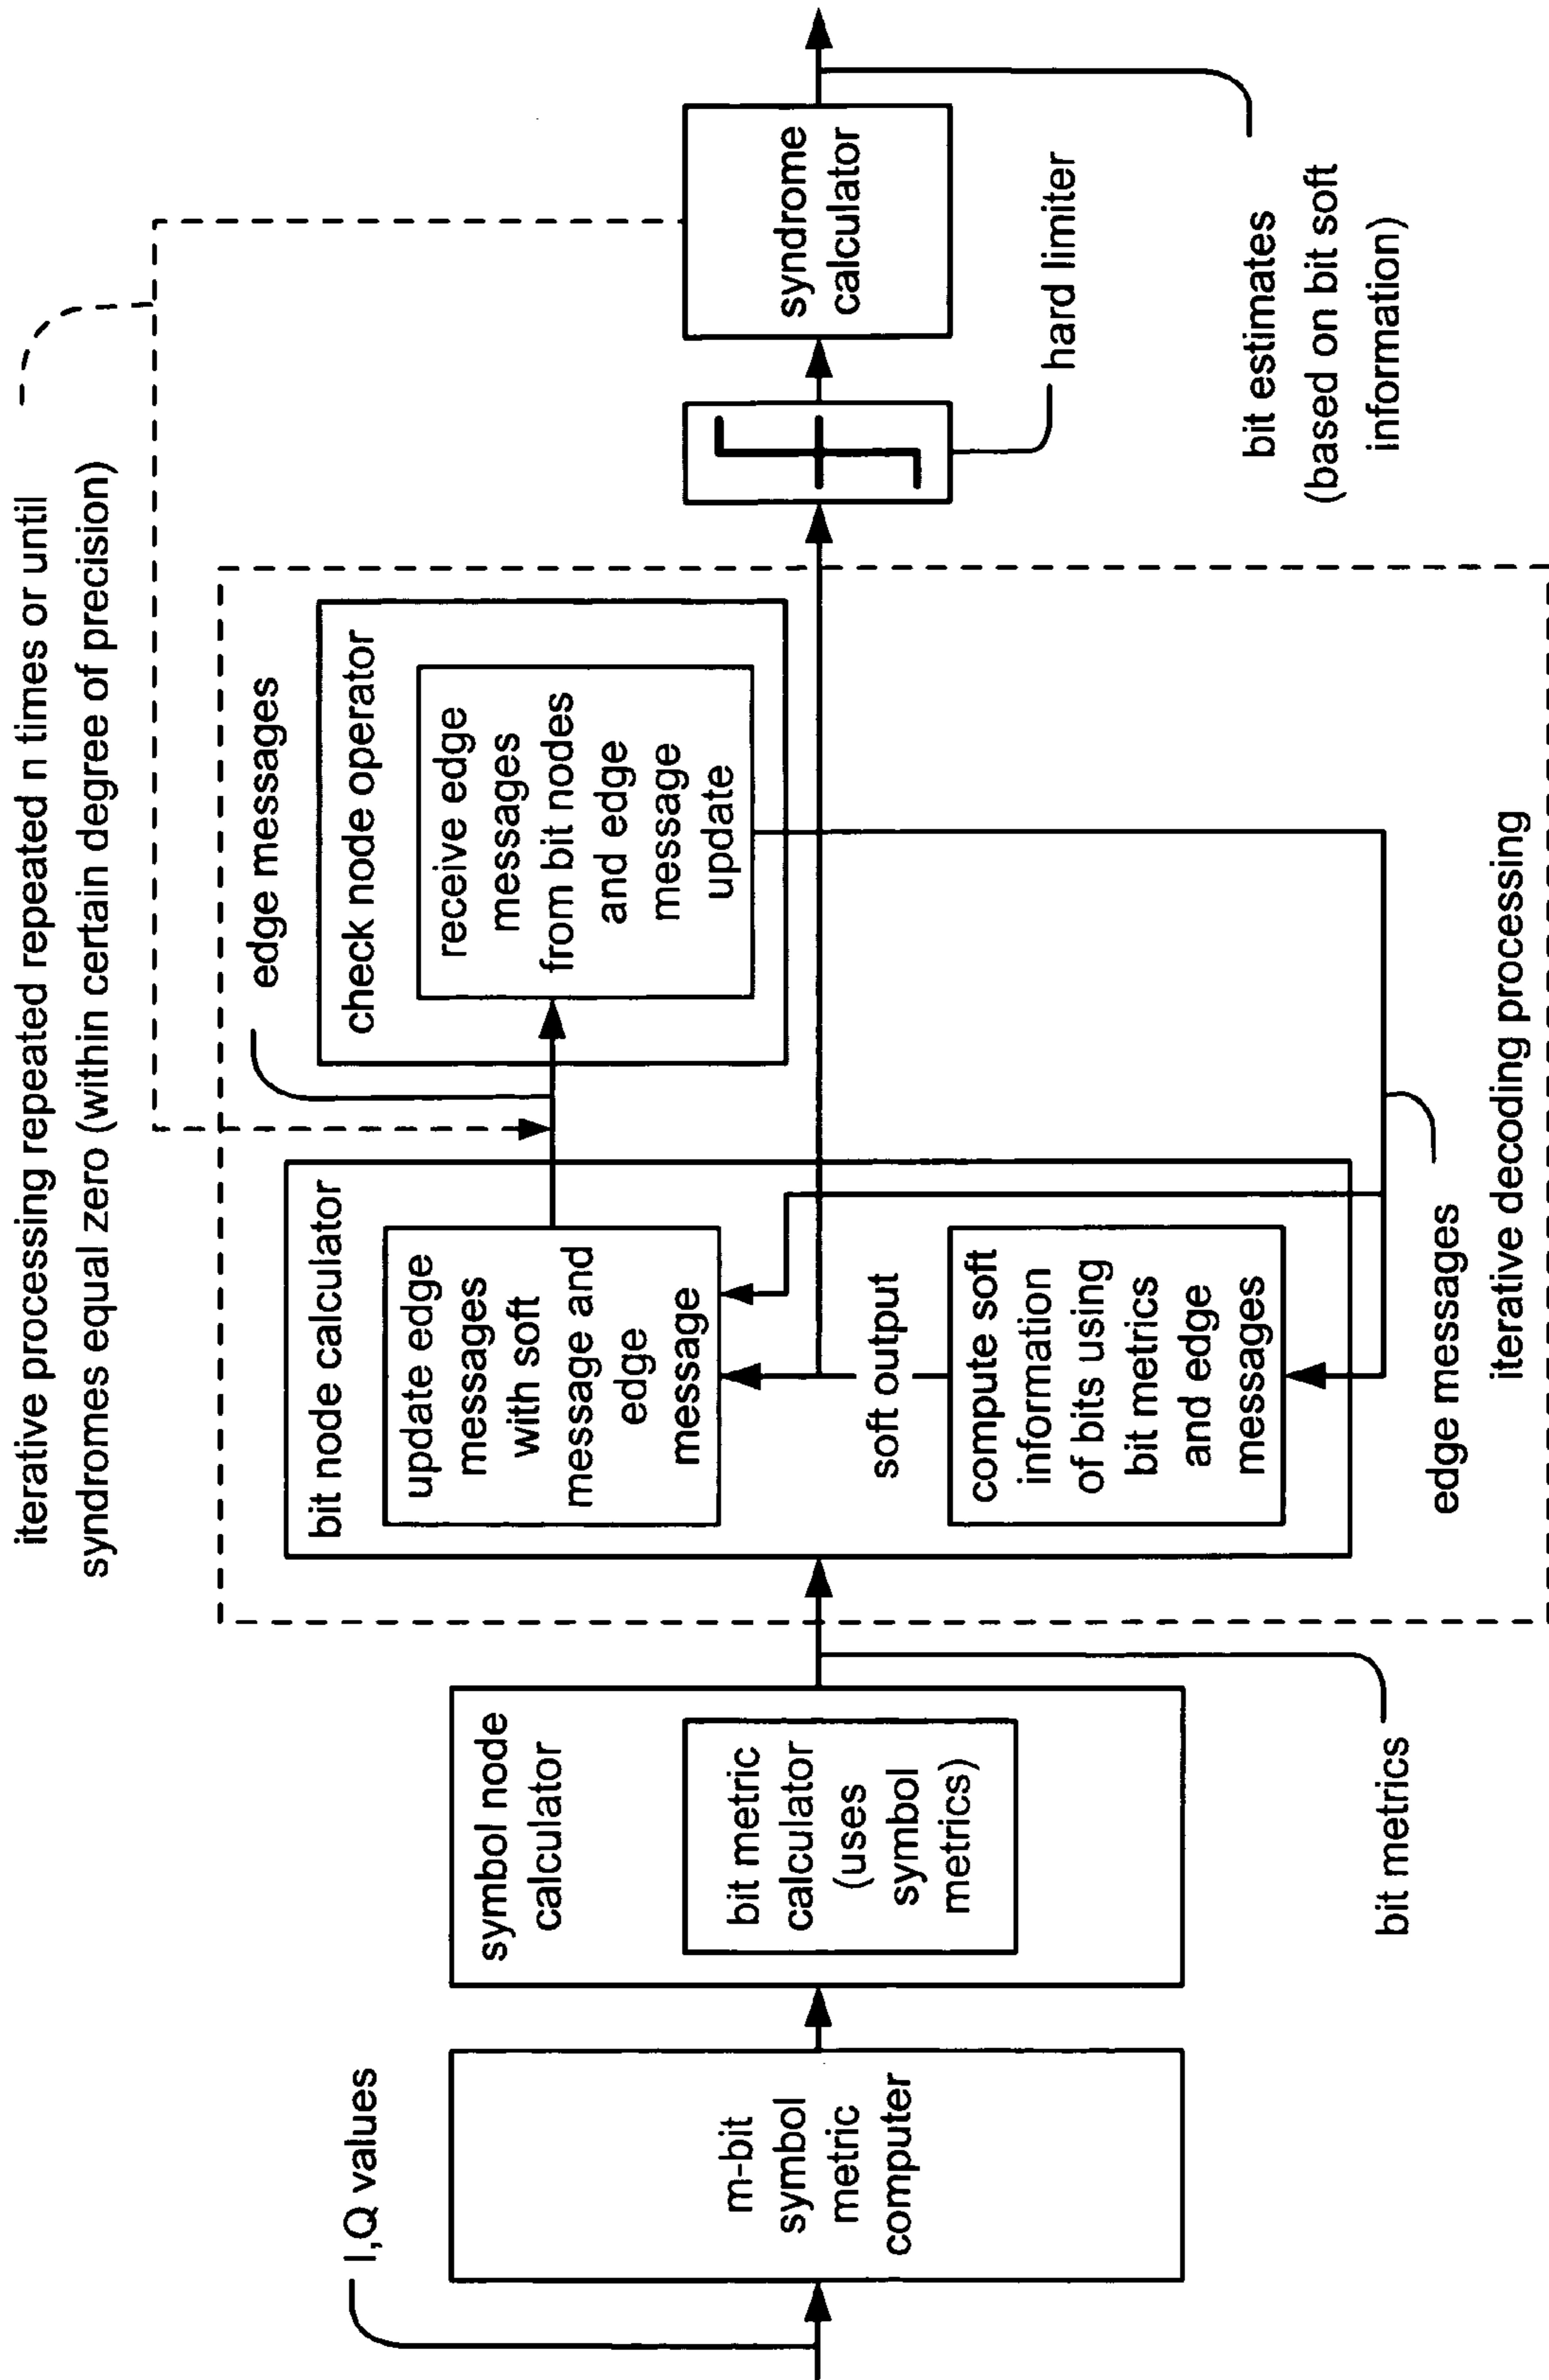 iterative processing repeated repeated n times or until
syndromes equal zero (within certain degree of precision)
I,Q values
m-bit
symbol
metric
computer
symbol node
calculator
bit metric
calculator
(uses
symbol
metrics)
bit metrics
bit node calculator
update edge
messages
with soft
message and
edge
message
soft output
compute soft
information
of bits using
bit metrics
and edge
messages
edge messages
check node operator
receive edge
messages
from bit nodes
and edge
message
update
edge messages
iterative decoding processing
hard limiter
syndrome
calculator
bit estimates
(based on bit soft
information)